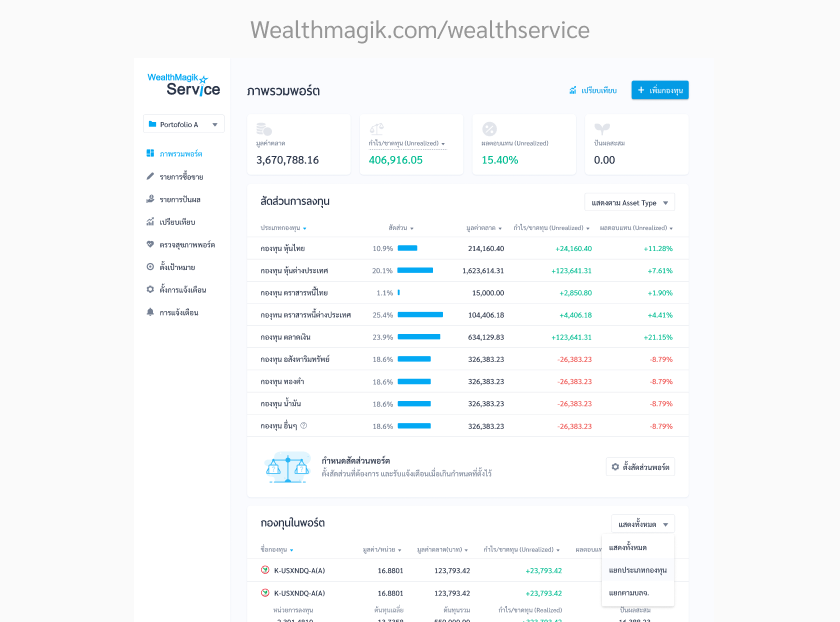 Wealthmagik.com/wealthservice
WealthMagik
Service
Portofolio A
ภาพรวมพอร์ต
รายการซื้อขาย
รายการปันผล
เปรียบเทียบ
ตรวจสุขภาพพอร์ต
ตั้งเป้าหมาย
ตั้งการแจ้งเตือน
การแจ้งเตือน
ภาพรวมพอร์ต
เปรียบเทียบ
+ เพิ่มกองทุน
มูลค่าตลาด
3,670,788.16
กำไร/ขาดทุน (Unrealized)
406,916.05
ผลตอบแทน (Unrealized)
15.40%
ปันผลสะสม
0.00
สัดส่วนการลงทุน
แสดงตาม Asset Type
ประเภทกองทุน สัดส่วน มูลค่าตลาด กำไร/ขาดทุน (Unrealized) ผลตอบแทน (Unrealized)
กองทุน หุ้นไทย 10.9% 214,160.40 +24,160.40 +11.28%
กองทุน หุ้นต่างประเทศ 20.1% 1,623,614.31 +123,641.31 +7.61%
กองทุน ตราสารหนี้ไทย 1.1% 15,000.00 +2,850.80 +1.90%
กองทุน ตราสารหนี้ต่างประเทศ 25.4% 104,406.18 +4,406.18 +4.41%
กองทุน ตลาดเงิน 23.9% 634,129.83 +123,641.31 +21.15%
กองทุน อสังหาริมทรัพย์ 18.6% 326,383.23 -26,383.23 -8.79%
กองทุน ทองคำ 18.6% 326,383.23 -26,383.23 -8.79%
กองทุน น้ำมัน 18.6% 326,383.23 -26,383.23 -8.79%
กองทุน อื่นๆ 18.6% 326,383.23 -26,383.23 -8.79%
กำหนดสัดส่วนพอร์ต
ตั้งสัดส่วนที่ต้องการ และรับแจ้งเตือนเมื่อเกินกำหนดที่ตั้งไว้
ตั้งสัดส่วนพอร์ต
กองทุนในพอร์ต
แสดงทั้งหมด
ชื่อกองทุน มูลค่า/หน่วย มูลค่าตลาด(บาท) กำไร/ขาดทุน (Unrealized)
แสดงทั้งหมด
แยกประเภทกองทุน
แยกตามบลจ.
K-USXNDQ-A(A) 16.8801 123,792.43 +23,793.42
K-USXNDQ-A(A) 16.8801 123,792.43 +23,793.42
หน่วยการลงทุน ต้นทุนเฉลี่ย ต้นทุนรวม กำไร/ขาดทุน (Realized) ปันผลสะสม